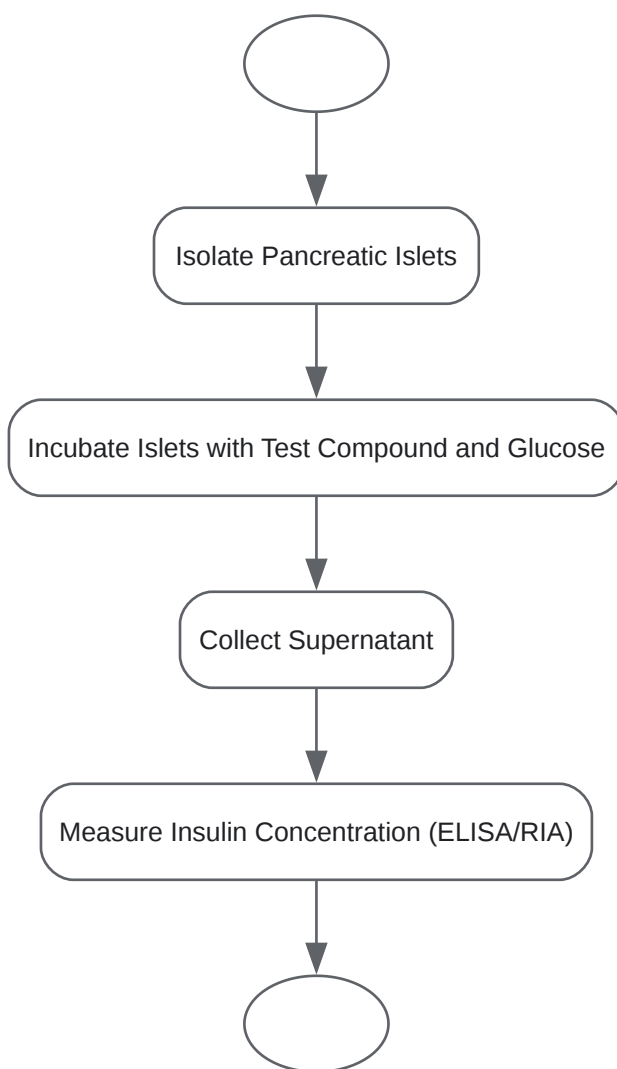 Isolate Pancreatic Islets
Incubate Islets with Test Compound and Glucose
Collect Supernatant
Measure Insulin Concentration (ELISA/RIA)